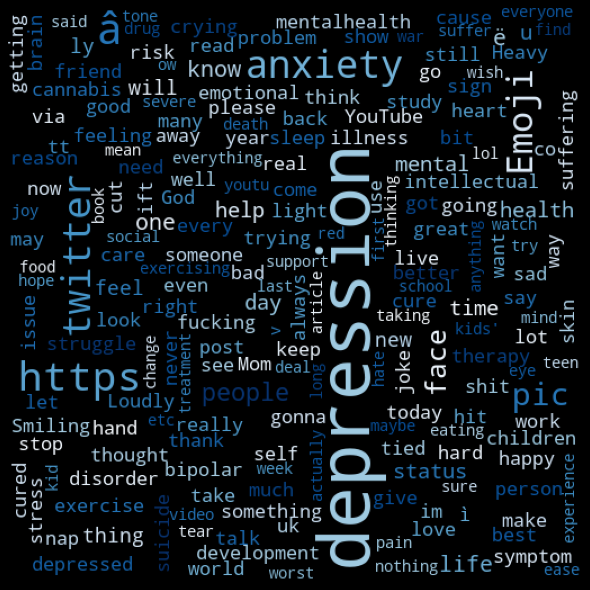 said tone everyone
getting brain â drug crying mentalhealth cause ë u find
ly risk read problem show war suffer
friend know anxiety still Heavy
ow go wish Emoji
cannabis will emotional think sign
via good severe please back study heart suffering
many death YouTube
feeling away year sleep illness bit lol co
tt mean everything real mental
reason need
now book cut ift well youtu come depression thinking use intellectual
twitter God got going health
joy one help light first
may social every trying red great want watch way
care someone support anything try
hope exercising bad last article live sad
issue feel even always better
look right day taking cure school say
v new time mind
struggle change never fucking kids' skin
treatment post keep joke face lot
see Mom deal therapy teen
https long hate eye
people shit pic
let Loudly etc gonna today hit
Smiling hand really maybe work
stop thank actually eating children
thought self tied hard happy
cured stress kid disorder bipolar week status
take much sure person experience
exercise something give
suicide video im ì make
snap thing tear uk love best
talk pain
development nothing life symptom
depressed world worst ease